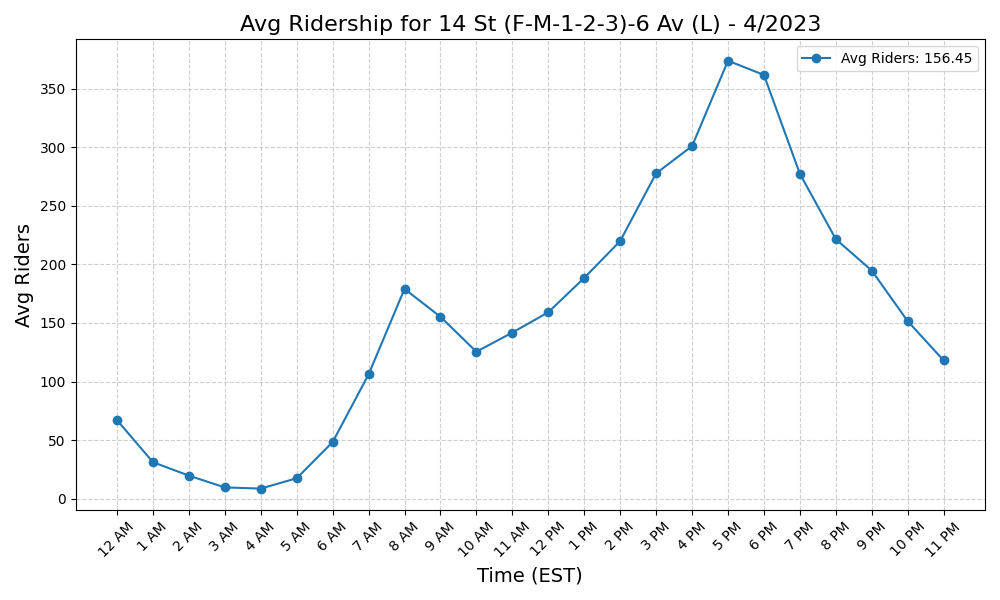 Avg Ridership for 14 St (F-M-1-2-3)-6 Av (L) - 4/2023
Avg Riders: 156.45
Avg Riders
350
300
250
200
150
100
50
0
12 AM
1 AM
2 AM
3 AM
4 AM
5 AM
6 AM
7 AM
8 AM
9 AM
10 AM
11 AM
12 PM
1 PM
2 PM
3 PM
4 PM
5 PM
6 PM
7 PM
8 PM
9 PM
10 PM
11 PM
Time (EST)